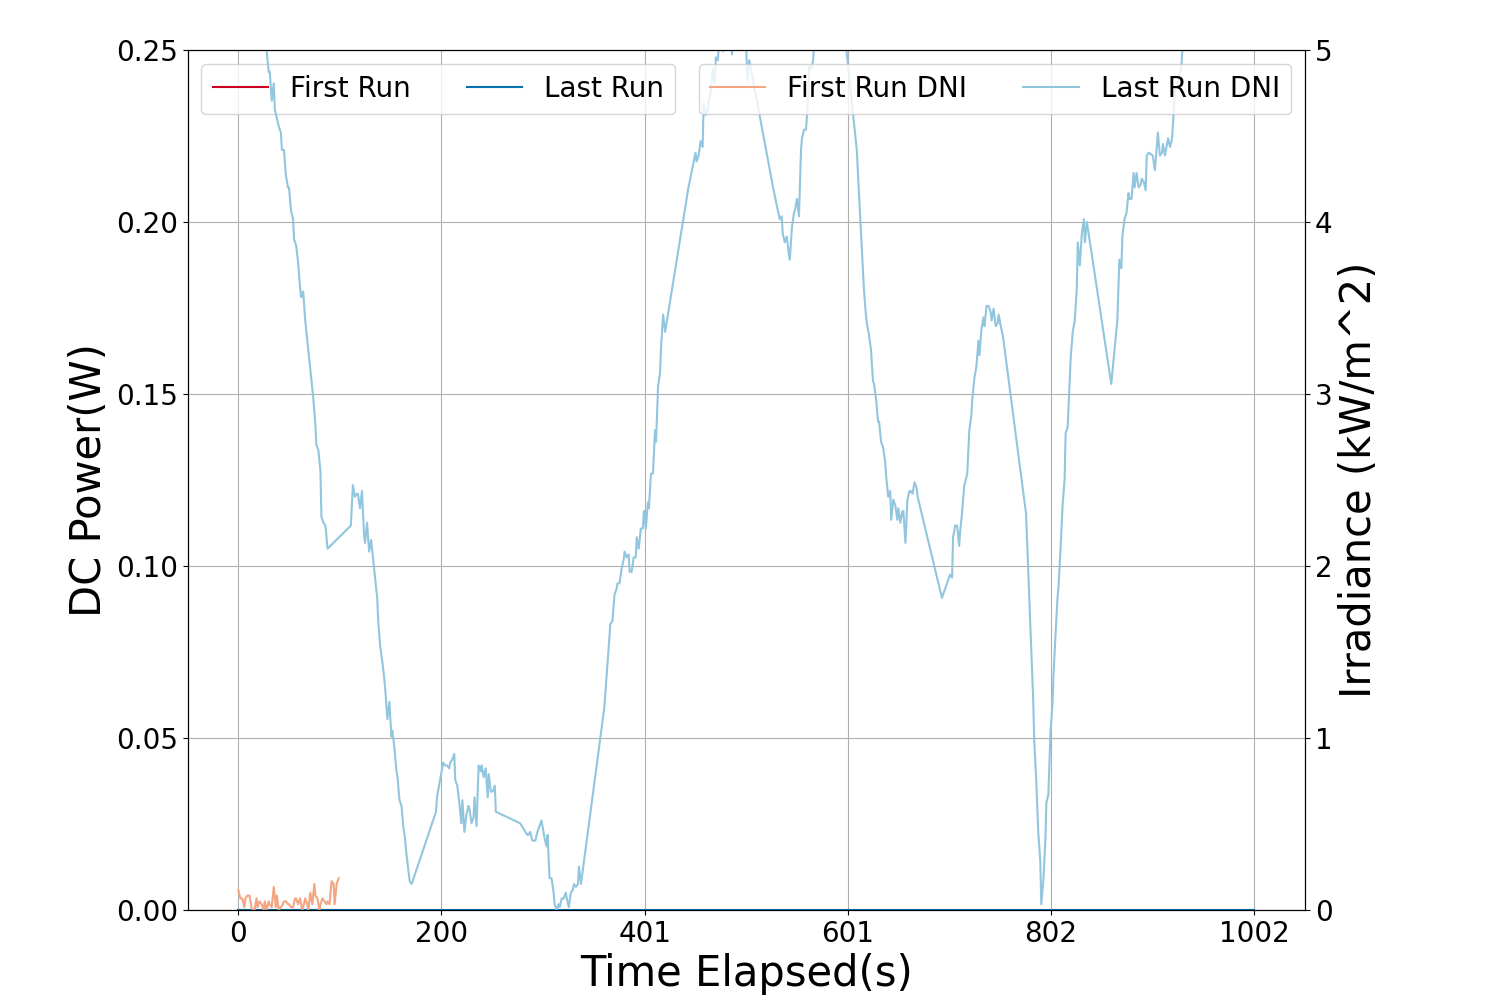 First Run
Last Run
First Run DNI
Last Run DNI
DC Power(W)
0.25
0.20
0.15
0.10
0.05
0.00
5
4
3
2
1
0
Irradiance (kW/m^2)
0 200 401 601 802 1002
Time Elapsed(s)